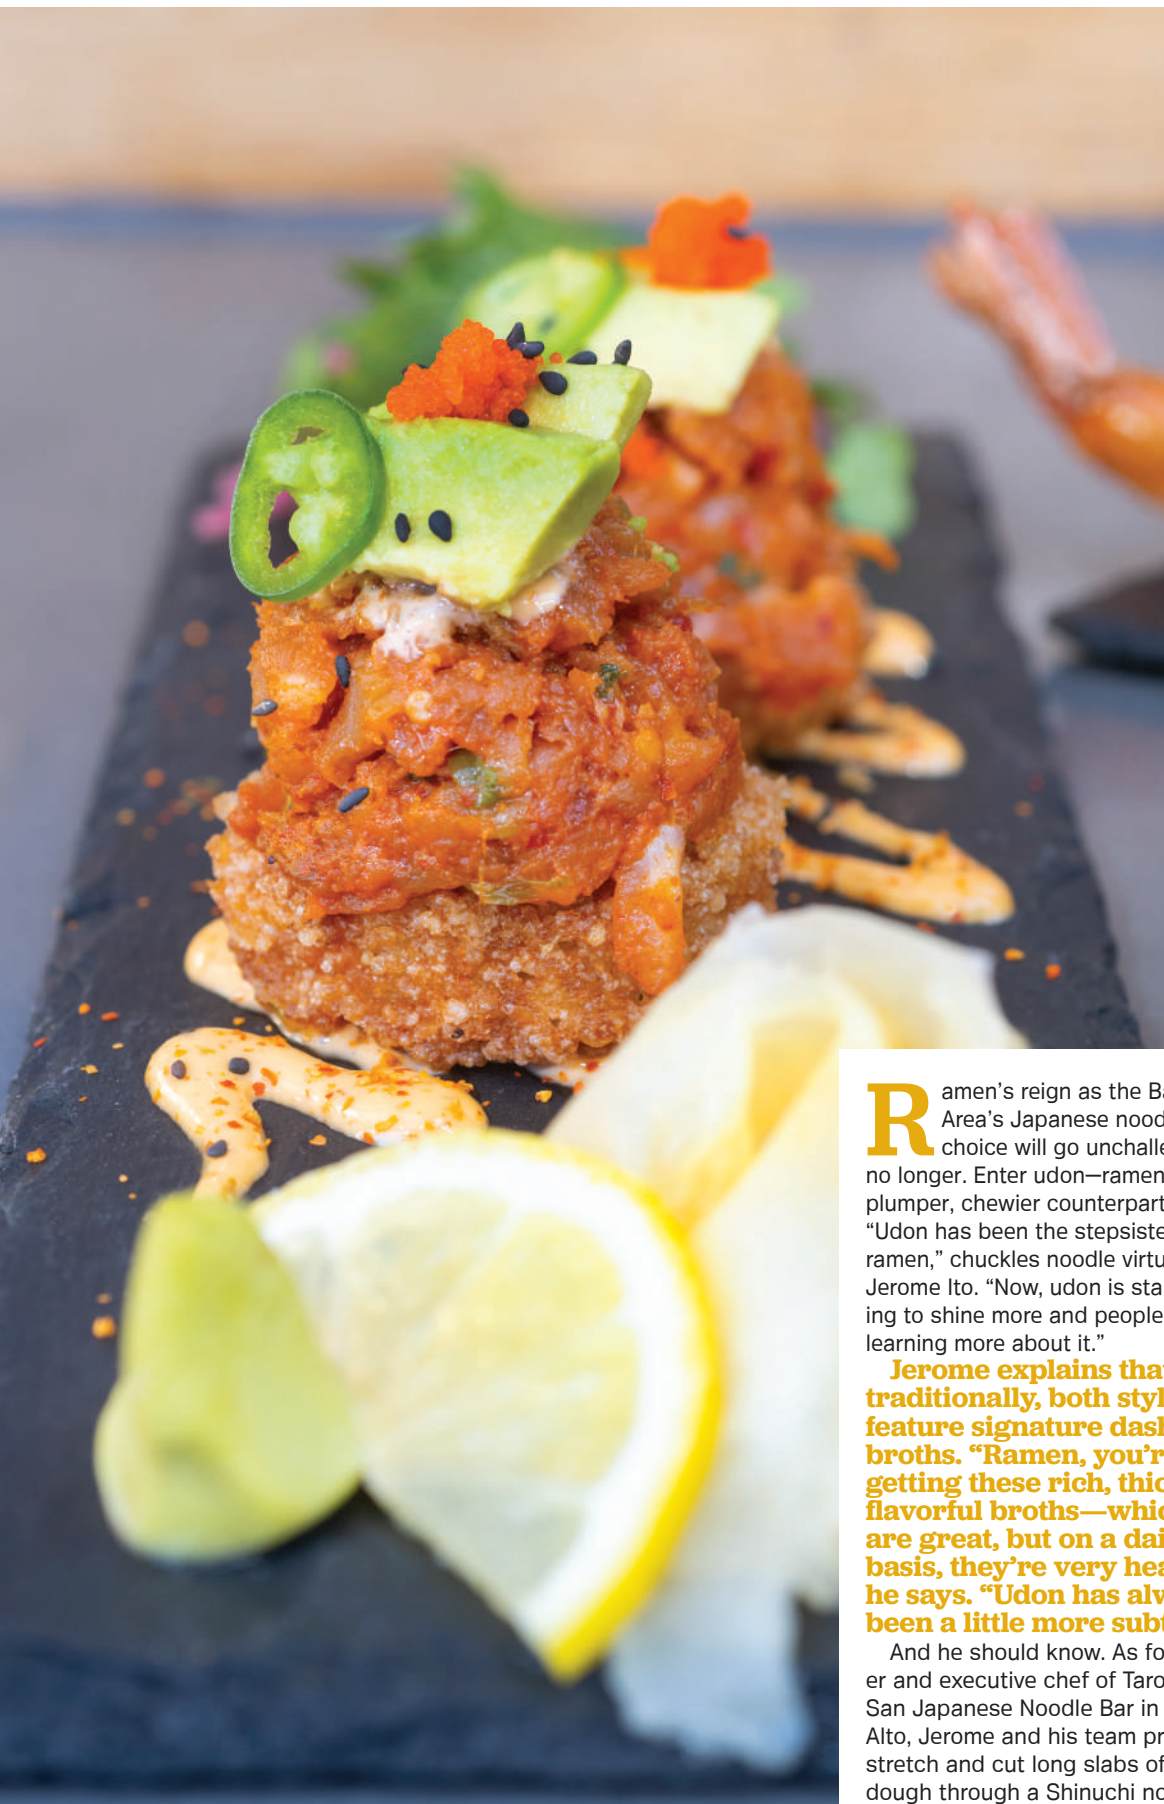 Ramen’s reign as the Ba
Area’s Japanese nood
choice will go unchalle
no longer. Enter udon—ramen
plumper, chewier counterpart
“Udon has been the stepsiste
ramen,” chuckles noodle virtu
Jerome Ito. “Now, udon is sta
ing to shine more and people
learning more about it.”
Jerome explains that
traditionally, both styl
feature signature dash
broths. “Ramen, you’r
getting these rich, thic
flavorful broths—whic
are great, but on a dai
basis, they’re very hea
he says. “Udon has alw
been a little more subt
And he should know. As fo
er and executive chef of Taro
San Japanese Noodle Bar in
Alto, Jerome and his team pr
stretch and cut long slabs of
dough through a Shinuchi no